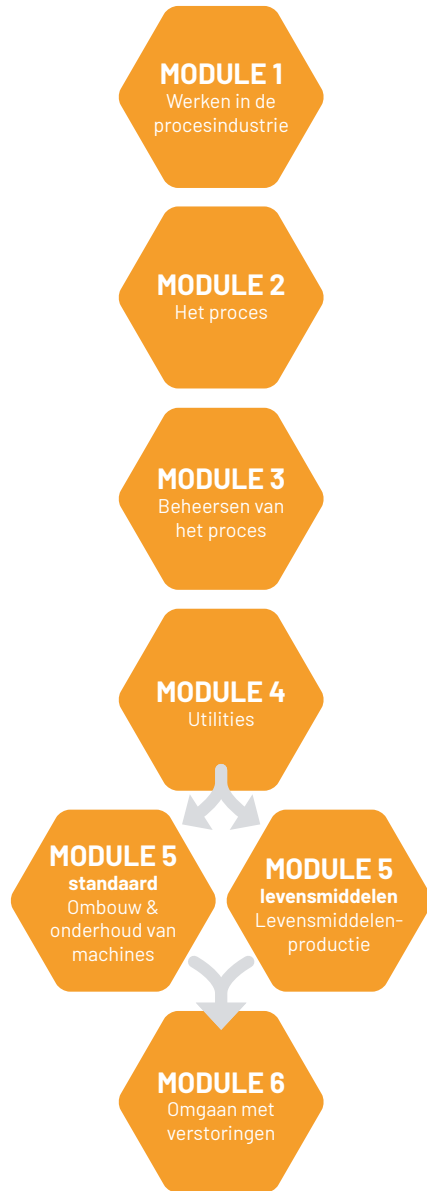 MODULE 1
Werken in de
procesindustrie
MODULE 2
Het proces
MODULE 3
Beheersen van
het proces
MODULE 4
Utilities
MODULE 5
standaard
Ombouw &
onderhoud van
machines
MODULE 5
levensmiddelen
Levensmiddelen-
productie
MODULE 6
Omgaan met
verstoringen